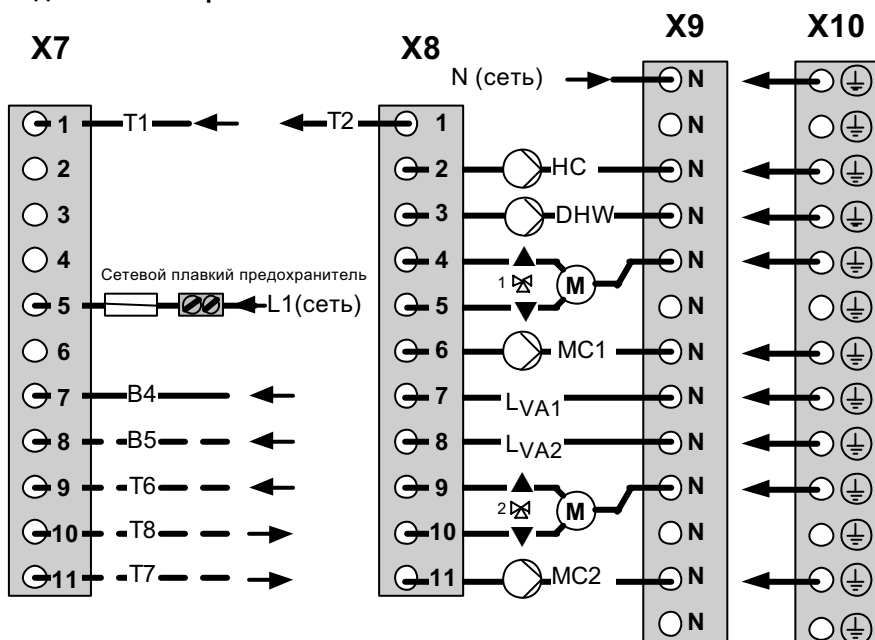 X7
X8
X9
X10
N (сеть)
N
1
T1
T2
1
N
2
2
HC
N
3
3
DHW
N
4
Сетевой плавкий предохранитель
4
1
M
N
5
L1(сеть)
5
N
6
6
MC1
N
7
B4
7
LVA1
N
8
B5
8
LVA2
N
9
T6
9
2
M
N
10
T8
10
N
11
T7
11
MC2
N
N